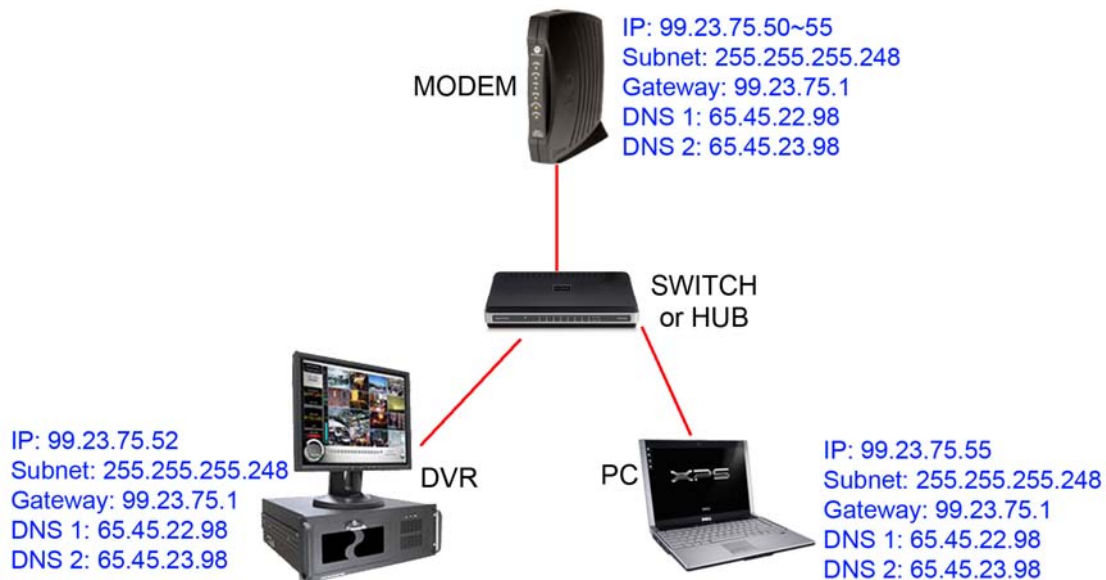 MODEM
IP: 99.23.75.50~55
Subnet: 255.255.255.248
Gateway: 99.23.75.1
DNS 1: 65.45.22.98
DNS 2: 65.45.23.98
SWITCH
or HUB
IP: 99.23.75.52
Subnet: 255.255.255.248
Gateway: 99.23.75.1
DNS 1: 65.45.22.98
DNS 2: 65.45.23.98
DVR
PC
XPS
DELL
IP: 99.23.75.55
Subnet: 255.255.255.248
Gateway: 99.23.75.1
DNS 1: 65.45.22.98
DNS 2: 65.45.23.98